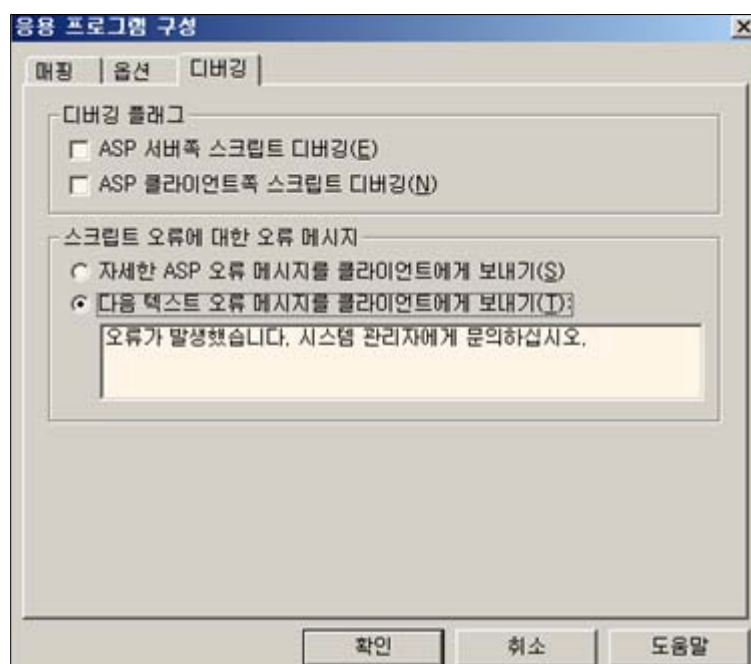 응용 프로그램 구성
매핑
옵션
디버깅
디버깅 플래그
ASP 서버쪽 스크립트 디버깅(E)
ASP 클라이언트쪽 스크립트 디버깅(N)
스크립트 오류에 대한 오류 메시지
자세한 ASP 오류 메시지를 클라이언트에게 보내기(S)
다음 텍스트 오류 메시지를 클라이언트에게 보내기(T):
오류가 발생했습니다. 시스템 관리자에게 문의하십시오.
확인
취소
도움말